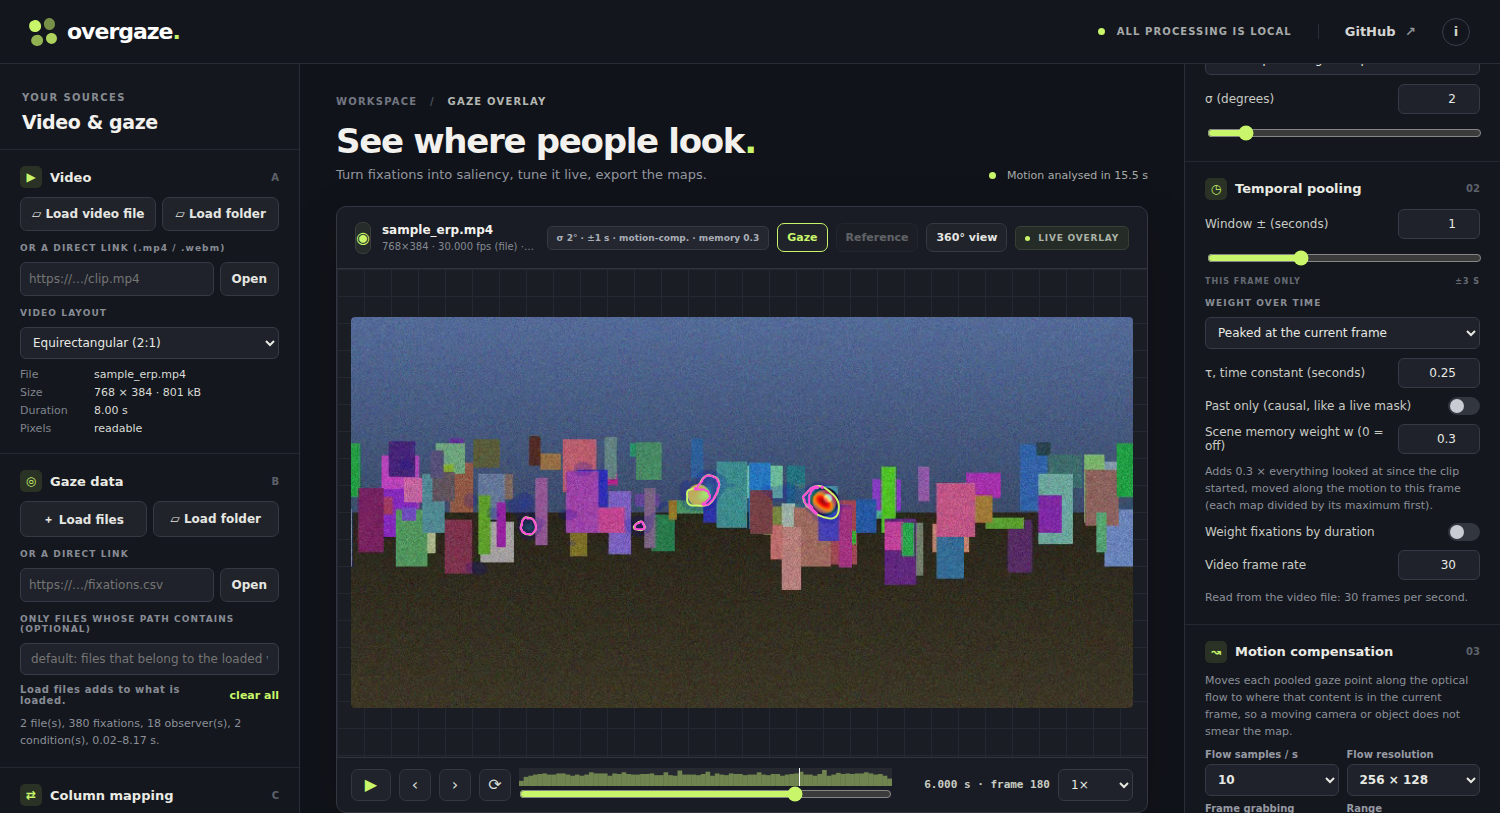 overgaze.
ALL PROCESSING IS LOCAL
GitHub ↗
i
YOUR SOURCES
Video & gaze
Video
A
Load video file
Load folder
OR A DIRECT LINK (.mp4 / .webm)
https://…/clip.mp4
Open
VIDEO LAYOUT
Equirectangular (2:1)
File sample_erp.mp4
Size 768 × 384 · 801 kB
Duration 8.00 s
Pixels readable
Gaze data
B
+ Load files
Load folder
OR A DIRECT LINK
https://…/fixations.csv
Open
ONLY FILES WHOSE PATH CONTAINS
(OPTIONAL)
default: files that belong to the loaded
Load files adds to what is
loaded.
clear all
2 file(s), 380 fixations, 18 observer(s), 2
condition(s), 0.02–8.17 s.
Column mapping
C
WORKSPACE / GAZE OVERLAY
See where people look.
Turn fixations into saliency, tune it live, export the maps.
Motion analysed in 15.5 s
sample_erp.mp4
768×384 · 30.000 fps (file) ·…
σ 2° · ±1 s · motion-comp. · memory 0.3
Gaze
Reference
360° view
LIVE OVERLAY
6.000 s · frame 180
1×
σ (degrees)
2
Temporal pooling
02
Window ± (seconds)
1
THIS FRAME ONLY
±3 S
WEIGHT OVER TIME
Peaked at the current frame
τ, time constant (seconds)
0.25
Past only (causal, like a live mask)
Scene memory weight w (0 =
off)
0.3
Adds 0.3 × everything looked at since the clip
started, moved along the motion to this frame
(each map divided by its maximum first).
Weight fixations by duration
Video frame rate
30
Read from the video file: 30 frames per second.
Motion compensation
03
Moves each pooled gaze point along the optical
flow to where that content is in the current
frame, so a moving camera or object does not
smear the map.
Flow samples / s
Flow resolution
10
256 × 128
Frame grabbing
Range